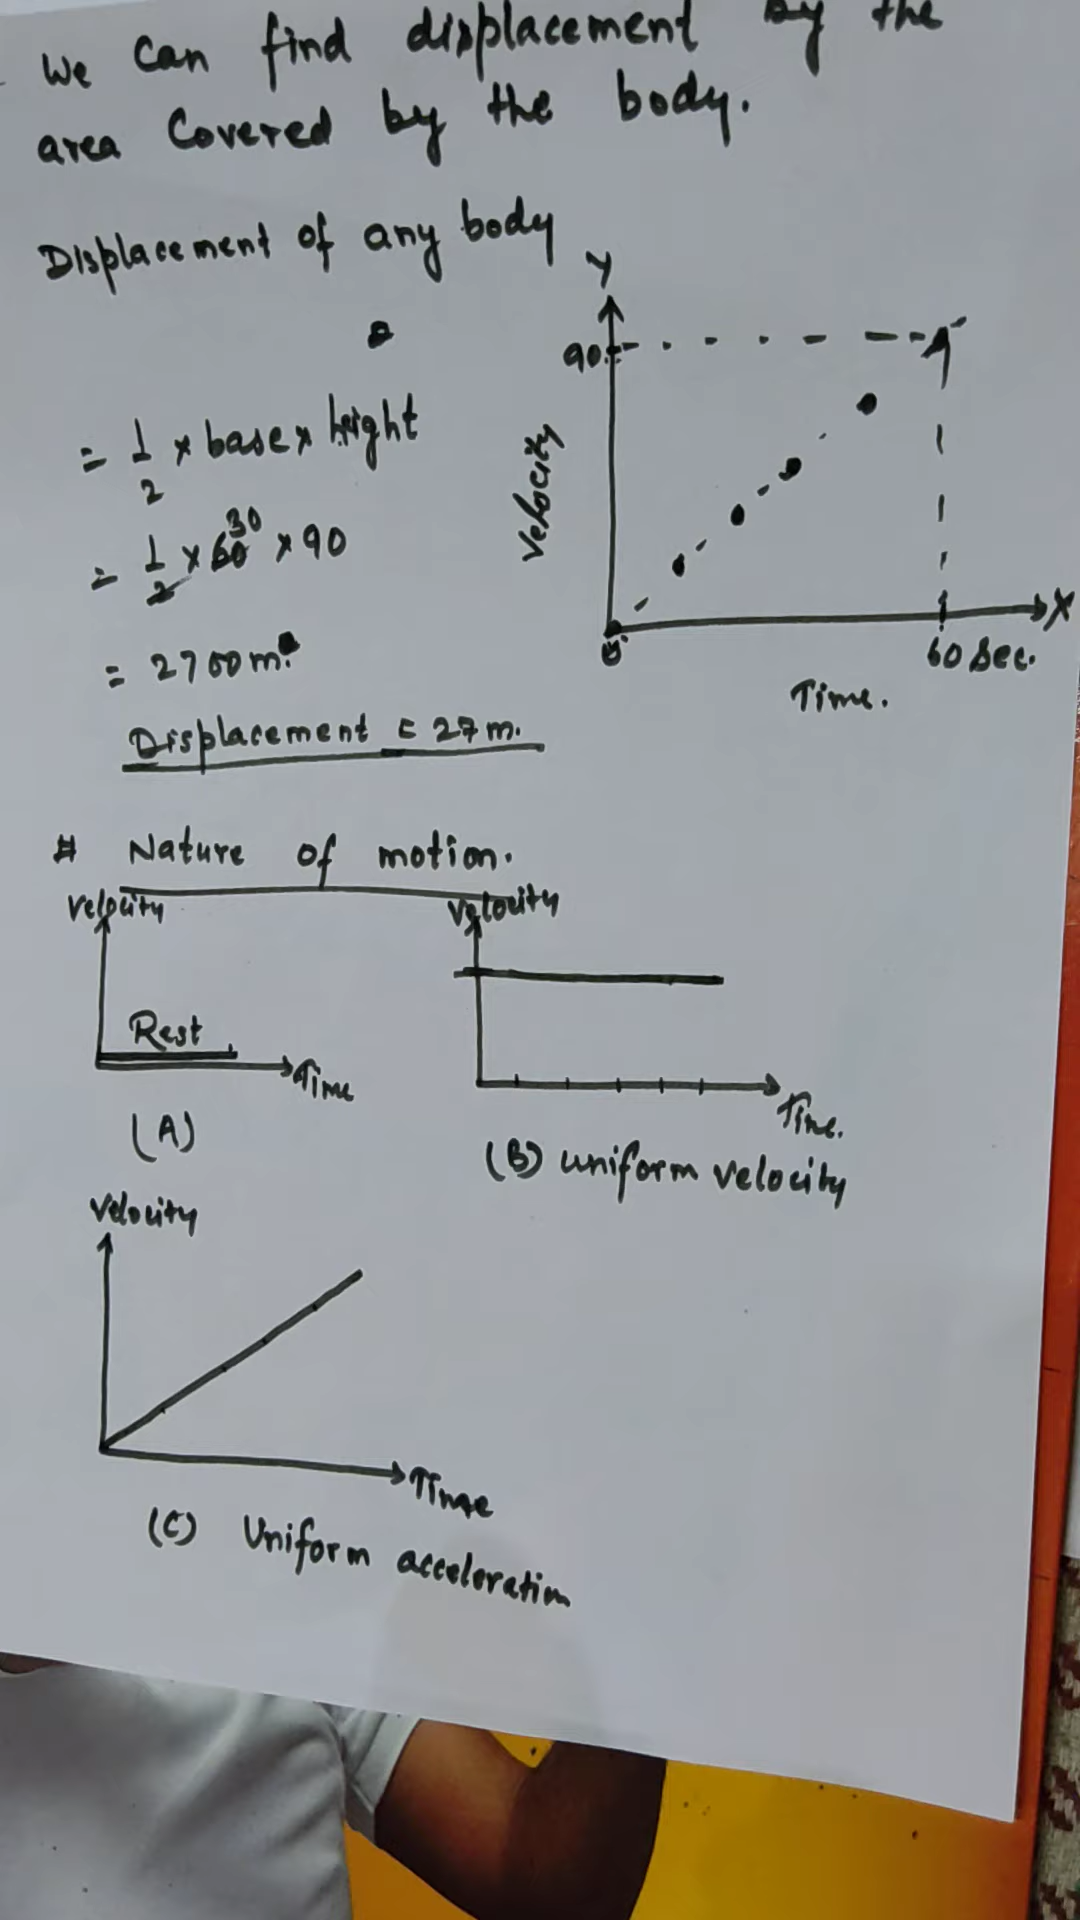 We can find displacement by the
area covered by the body.
Displacement of any body
= 1/2 × base × height
= 1/2 × 60 30 × 90
= 2700 m.
Displacement = 27 m.
Y
90
Velocity
0
60 sec.
X
Time.
# Nature of motion.
Velocity
Rest
Time
(A)
Velocity
Time.
(B) uniform velocity
Velocity
Time
(C) Uniform acceleration